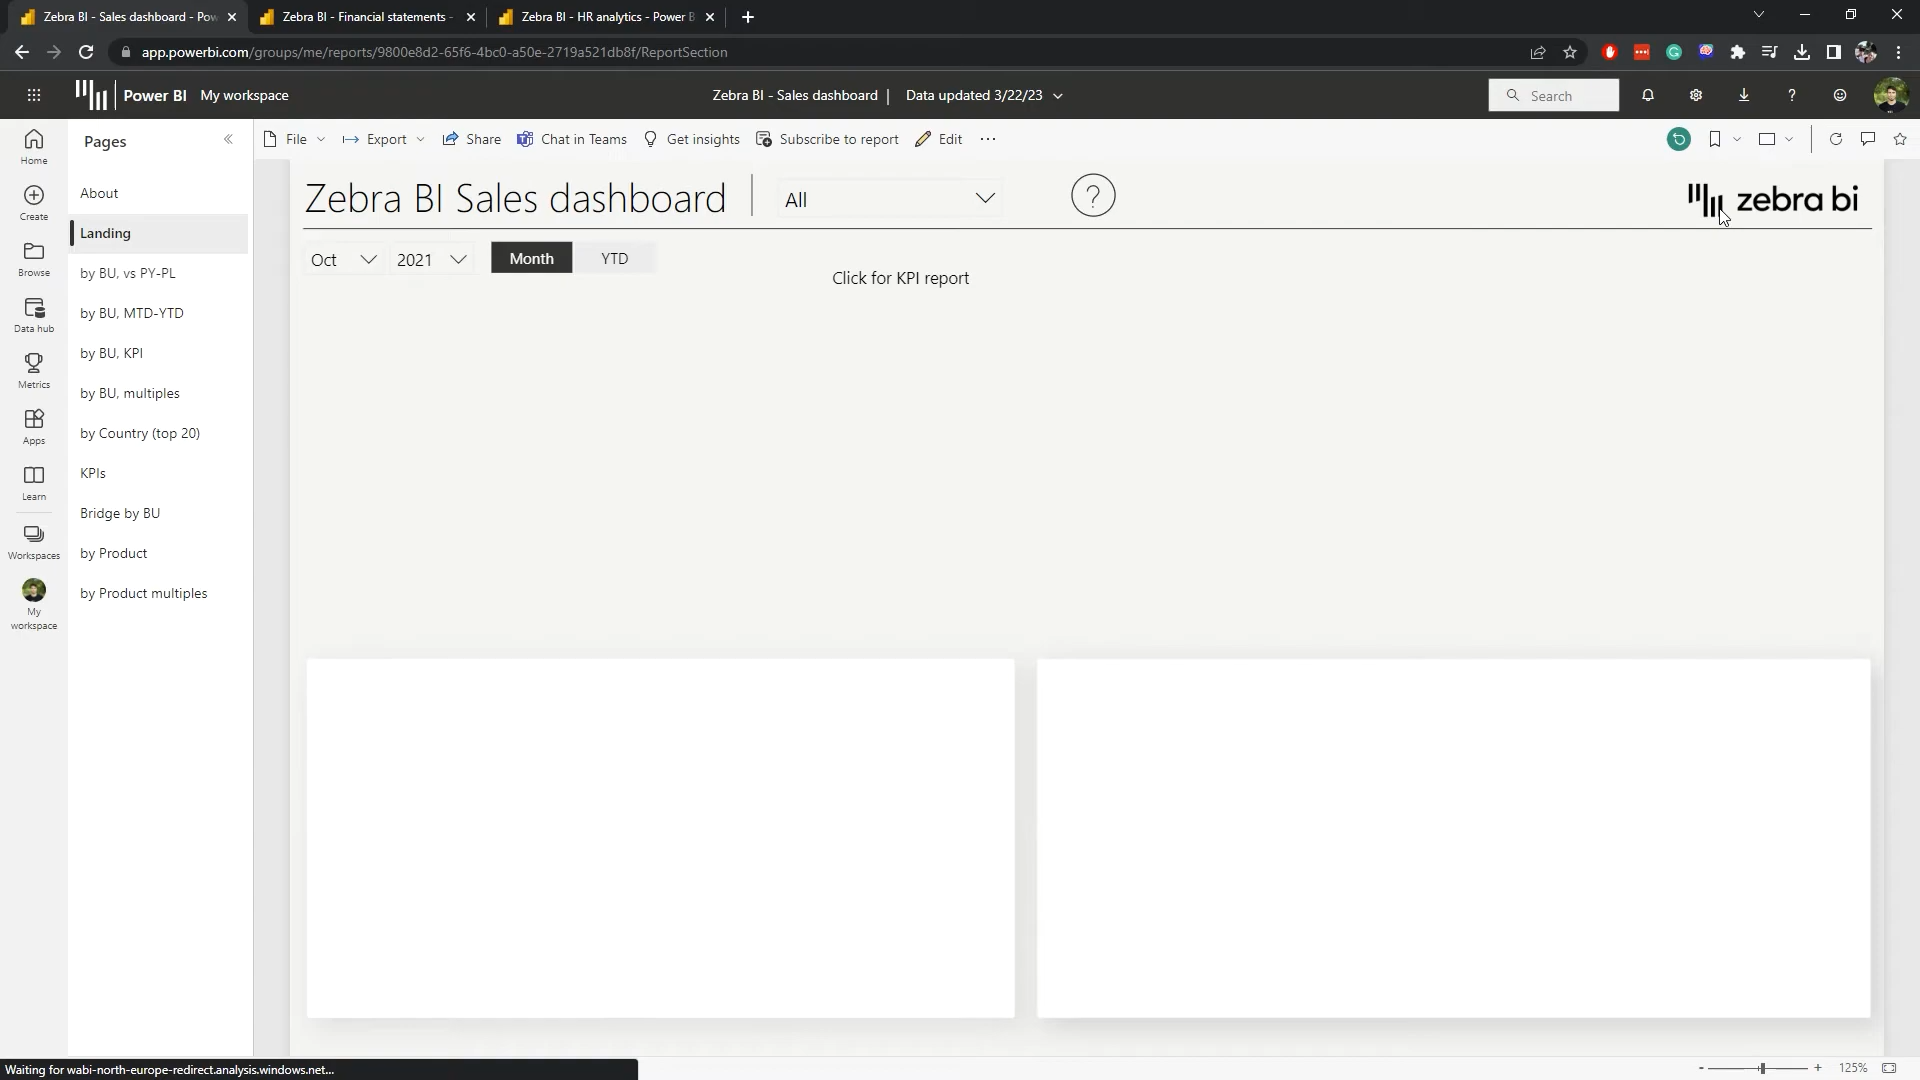 Zebra BI - Sales dashboard - Pow
Zebra BI - Financial statements -
Zebra BI - HR analytics - Power B
app.powerbi.com/groups/me/reports/9800e8d2-65f6-4bc0-a50e-2719a521db8f/ReportSection
Power BI My workspace
Zebra BI - Sales dashboard | Data updated 3/22/23
Search
Home
Create
Browse
Data hub
Metrics
Apps
Learn
Workspaces
My
workspace
Pages
About
Landing
by BU, vs PY-PL
by BU, MTD-YTD
by BU, KPI
by BU, multiples
by Country (top 20)
KPIs
Bridge by BU
by Product
by Product multiples
File Export Share Chat in Teams Get insights Subscribe to report Edit
Zebra BI Sales dashboard
All
?
zebra bi
Oct 2021 Month YTD
Click for KPI report
Waiting for wabi-north-europe-redirect.analysis.windows.net...
- + 125%